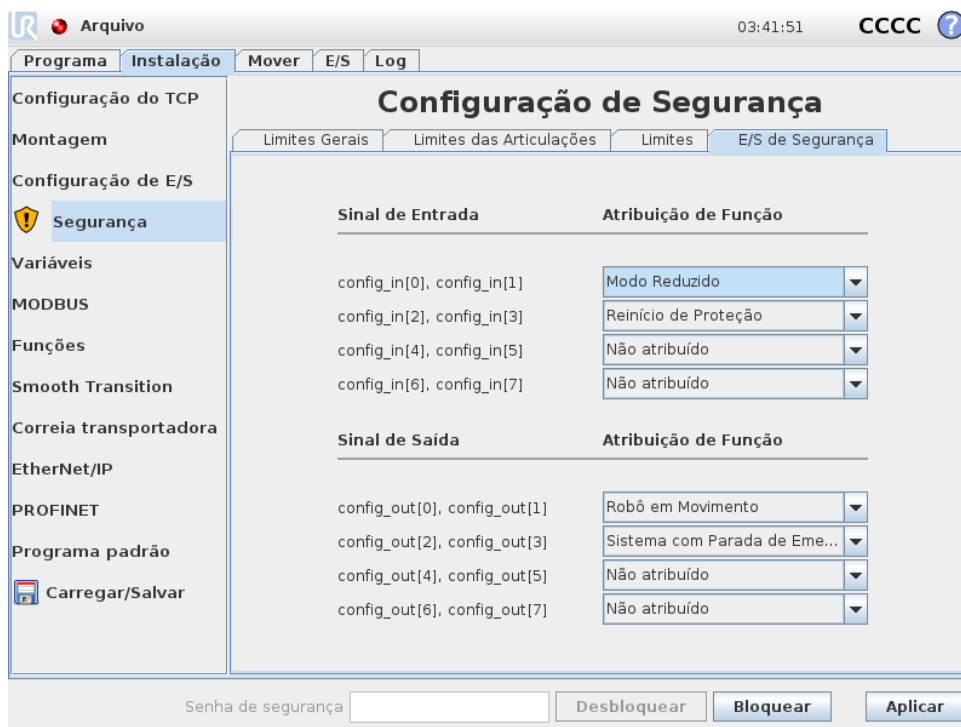 UR Arquivo 03:41:51 CCCC ?
Programa Instalação Mover E/S Log
Configuração do TCP
Montagem
Configuração de E/S
Segurança
Variáveis
MODBUS
Funções
Smooth Transition
Correia transportadora
EtherNet/IP
PROFINET
Programa padrão
Carregar/Salvar
Configuração de Segurança
Limites Gerais Limites das Articulações Limites E/S de Segurança
Sinal de Entrada Atribuição de Função
config_in[0], config_in[1] Modo Reduzido
config_in[2], config_in[3] Reinício de Proteção
config_in[4], config_in[5] Não atribuído
config_in[6], config_in[7] Não atribuído
Sinal de Saída Atribuição de Função
config_out[0], config_out[1] Robô em Movimento
config_out[2], config_out[3] Sistema com Parada de Eme...
config_out[4], config_out[5] Não atribuído
config_out[6], config_out[7] Não atribuído
Senha de segurança Desbloquear Bloquear Aplicar